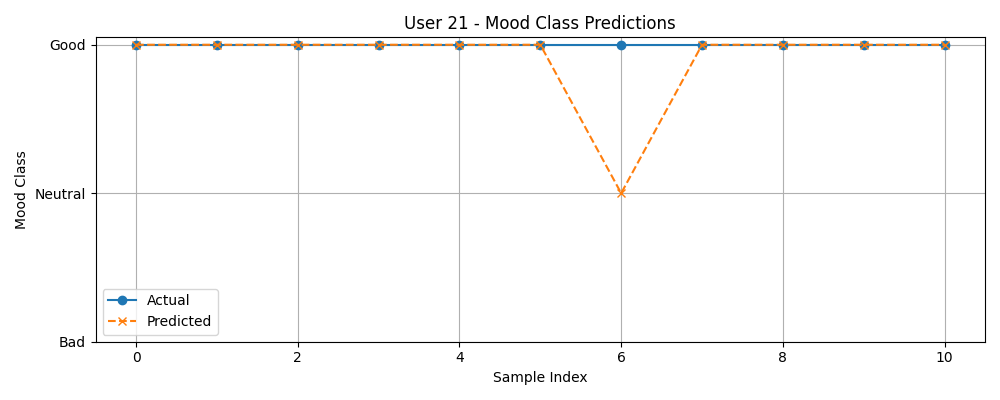 User 21 - Mood Class Predictions
Good
Neutral
Bad
Mood Class
Actual
Predicted
0 2 4 6 8 10
Sample Index